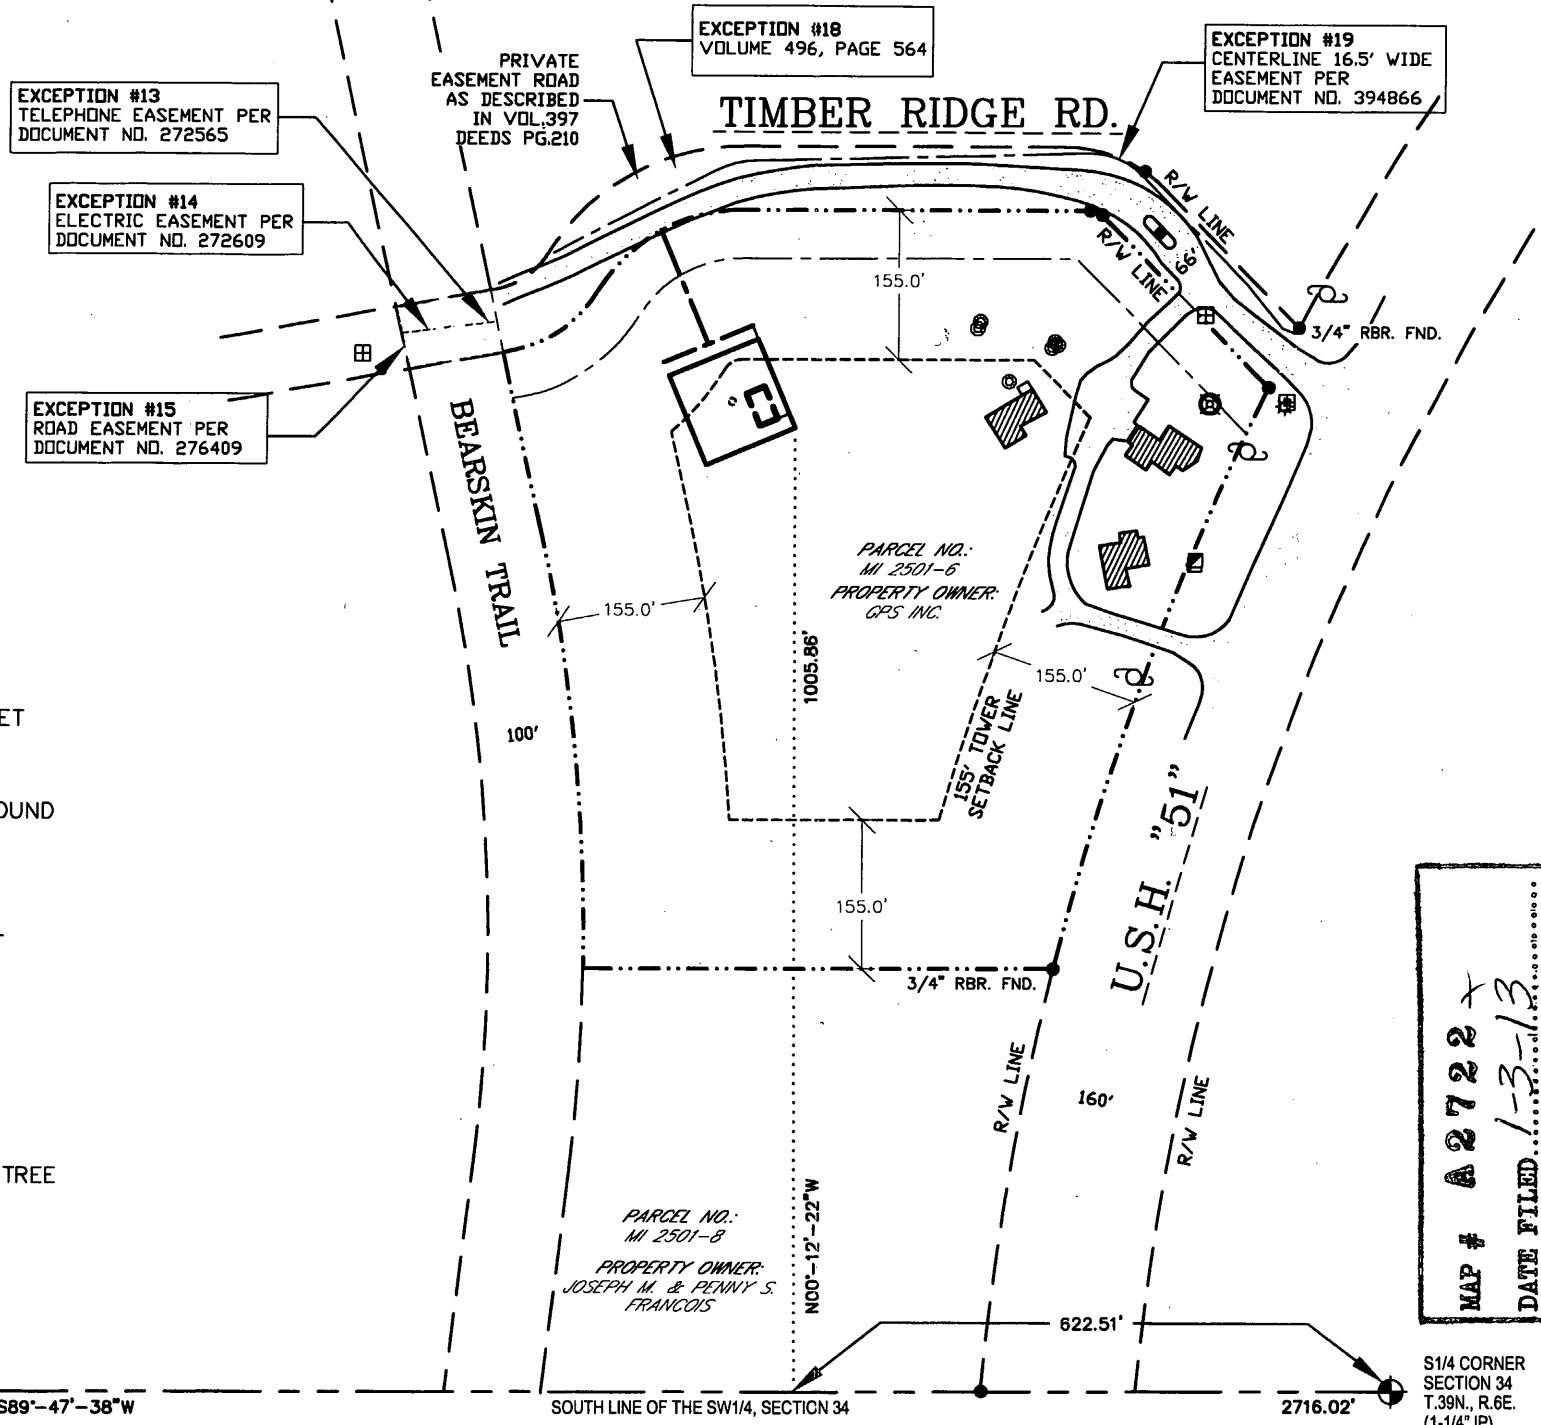 EXCEPTION #18
VOLUME 496, PAGE 564
EXCEPTION #19
CENTERLINE 16.5' WIDE
EASEMENT PER
DOCUMENT NO. 394866
PRIVATE
EASEMENT ROAD
AS DESCRIBED
IN VOL.397
DEEDS PG.210
EXCEPTION #13
TELEPHONE EASEMENT PER
DOCUMENT NO. 272565
TIMBER RIDGE RD.
EXCEPTION #14
ELECTRIC EASEMENT PER
DOCUMENT NO. 272609
R/W LINE
R/W LINE
66'
155.0'
3/4" RBR. FND.
EXCEPTION #15
ROAD EASEMENT PER
DOCUMENT NO. 276409
BEARSKIN TRAIL
PARCEL NO.:
MI 2501-6
PROPERTY OWNER:
GPS INC.
155.0'
1005.86'
155.0'
155' TOWER
SETBACK LINE
100'
ET
OUND
U.S.H. "51"
155.0'
3/4" RBR. FND.
R/W LINE
160'
R/W LINE
TREE
MAP # A2722
DATE FILED 1-3-13
PARCEL NO.:
MI 2501-8
PROPERTY OWNER:
JOSEPH M. & PENNY S.
FRANCOIS
N00°-12'-22"W
622.51'
S1/4 CORNER
SECTION 34
T.39N., R.6E.
(1-1/4" IP)
S89°-47'-38"W
SOUTH LINE OF THE SW1/4, SECTION 34
2716.02'